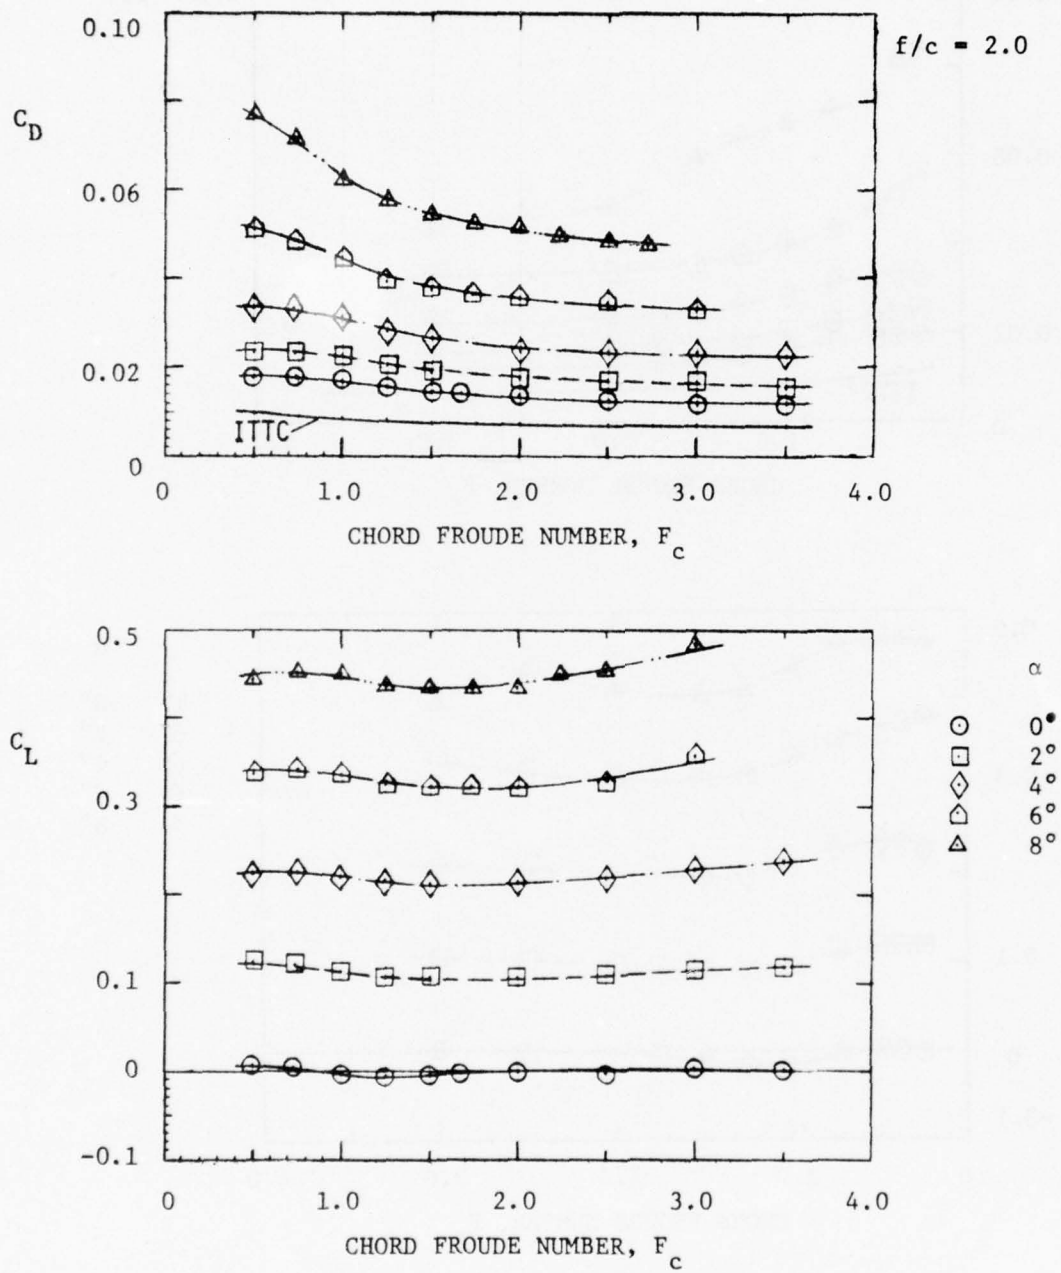 0.10
f/c = 2.0
C_D
0.06
0.02
ITTC
0
0 1.0 2.0 3.0 4.0
CHORD FROUDE NUMBER, F_c
0.5
α
C_L
0°
2°
4°
0.3
6°
8°
0.1
0
-0.1
0 1.0 2.0 3.0 4.0
CHORD FROUDE NUMBER, F_c